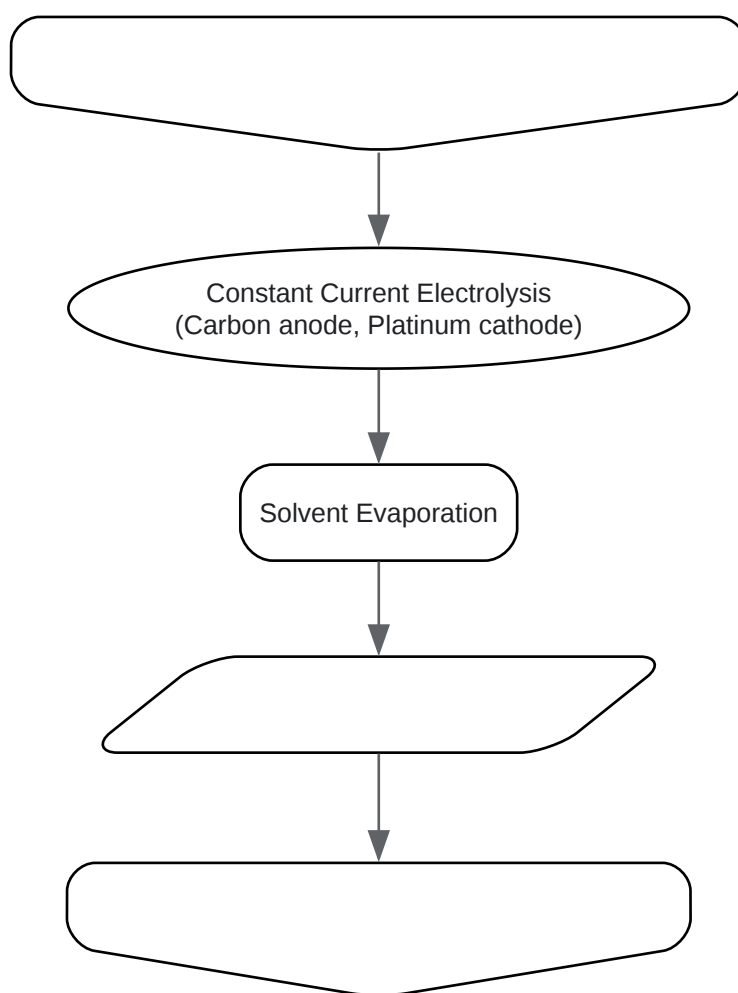 Constant Current Electrolysis
(Carbon anode, Platinum cathode)
Solvent Evaporation